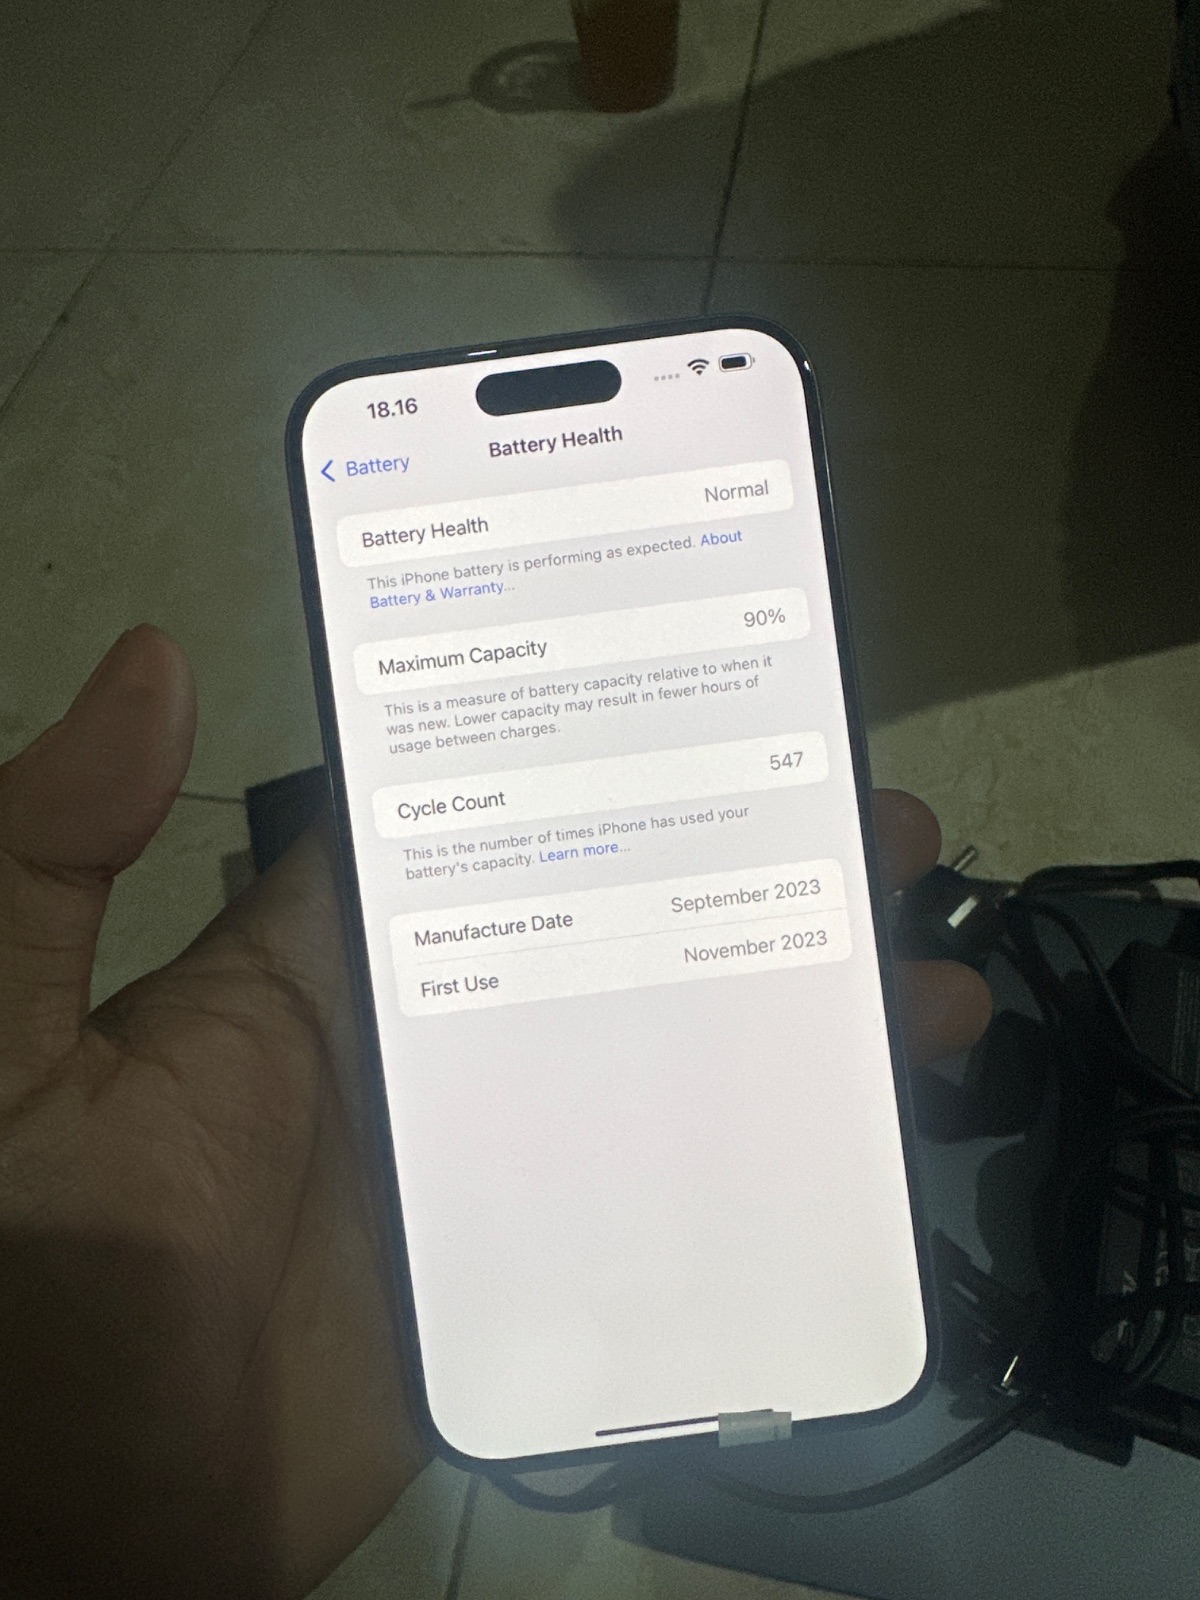 18.16
Battery
Battery Health
Battery Health Normal
This iPhone battery is performing as expected. About
Battery & Warranty...
Maximum Capacity 90%
This is a measure of battery capacity relative to when it
was new. Lower capacity may result in fewer hours of
usage between charges.
Cycle Count 547
This is the number of times iPhone has used your
battery's capacity. Learn more...
Manufacture Date September 2023
First Use November 2023